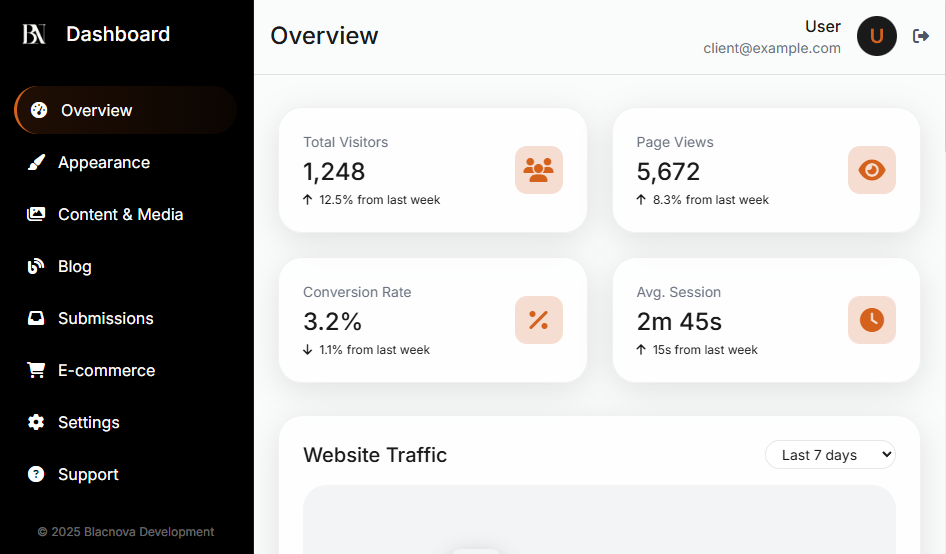 BN Dashboard
Overview
Appearance
Content & Media
Blog
Submissions
E-commerce
Settings
Support
© 2025 Blacnova Development
Overview
User
client@example.com
U
Total Visitors
1,248
12.5% from last week
Page Views
5,672
8.3% from last week
Conversion Rate
3.2%
1.1% from last week
Avg. Session
2m 45s
15s from last week
Website Traffic
Last 7 days